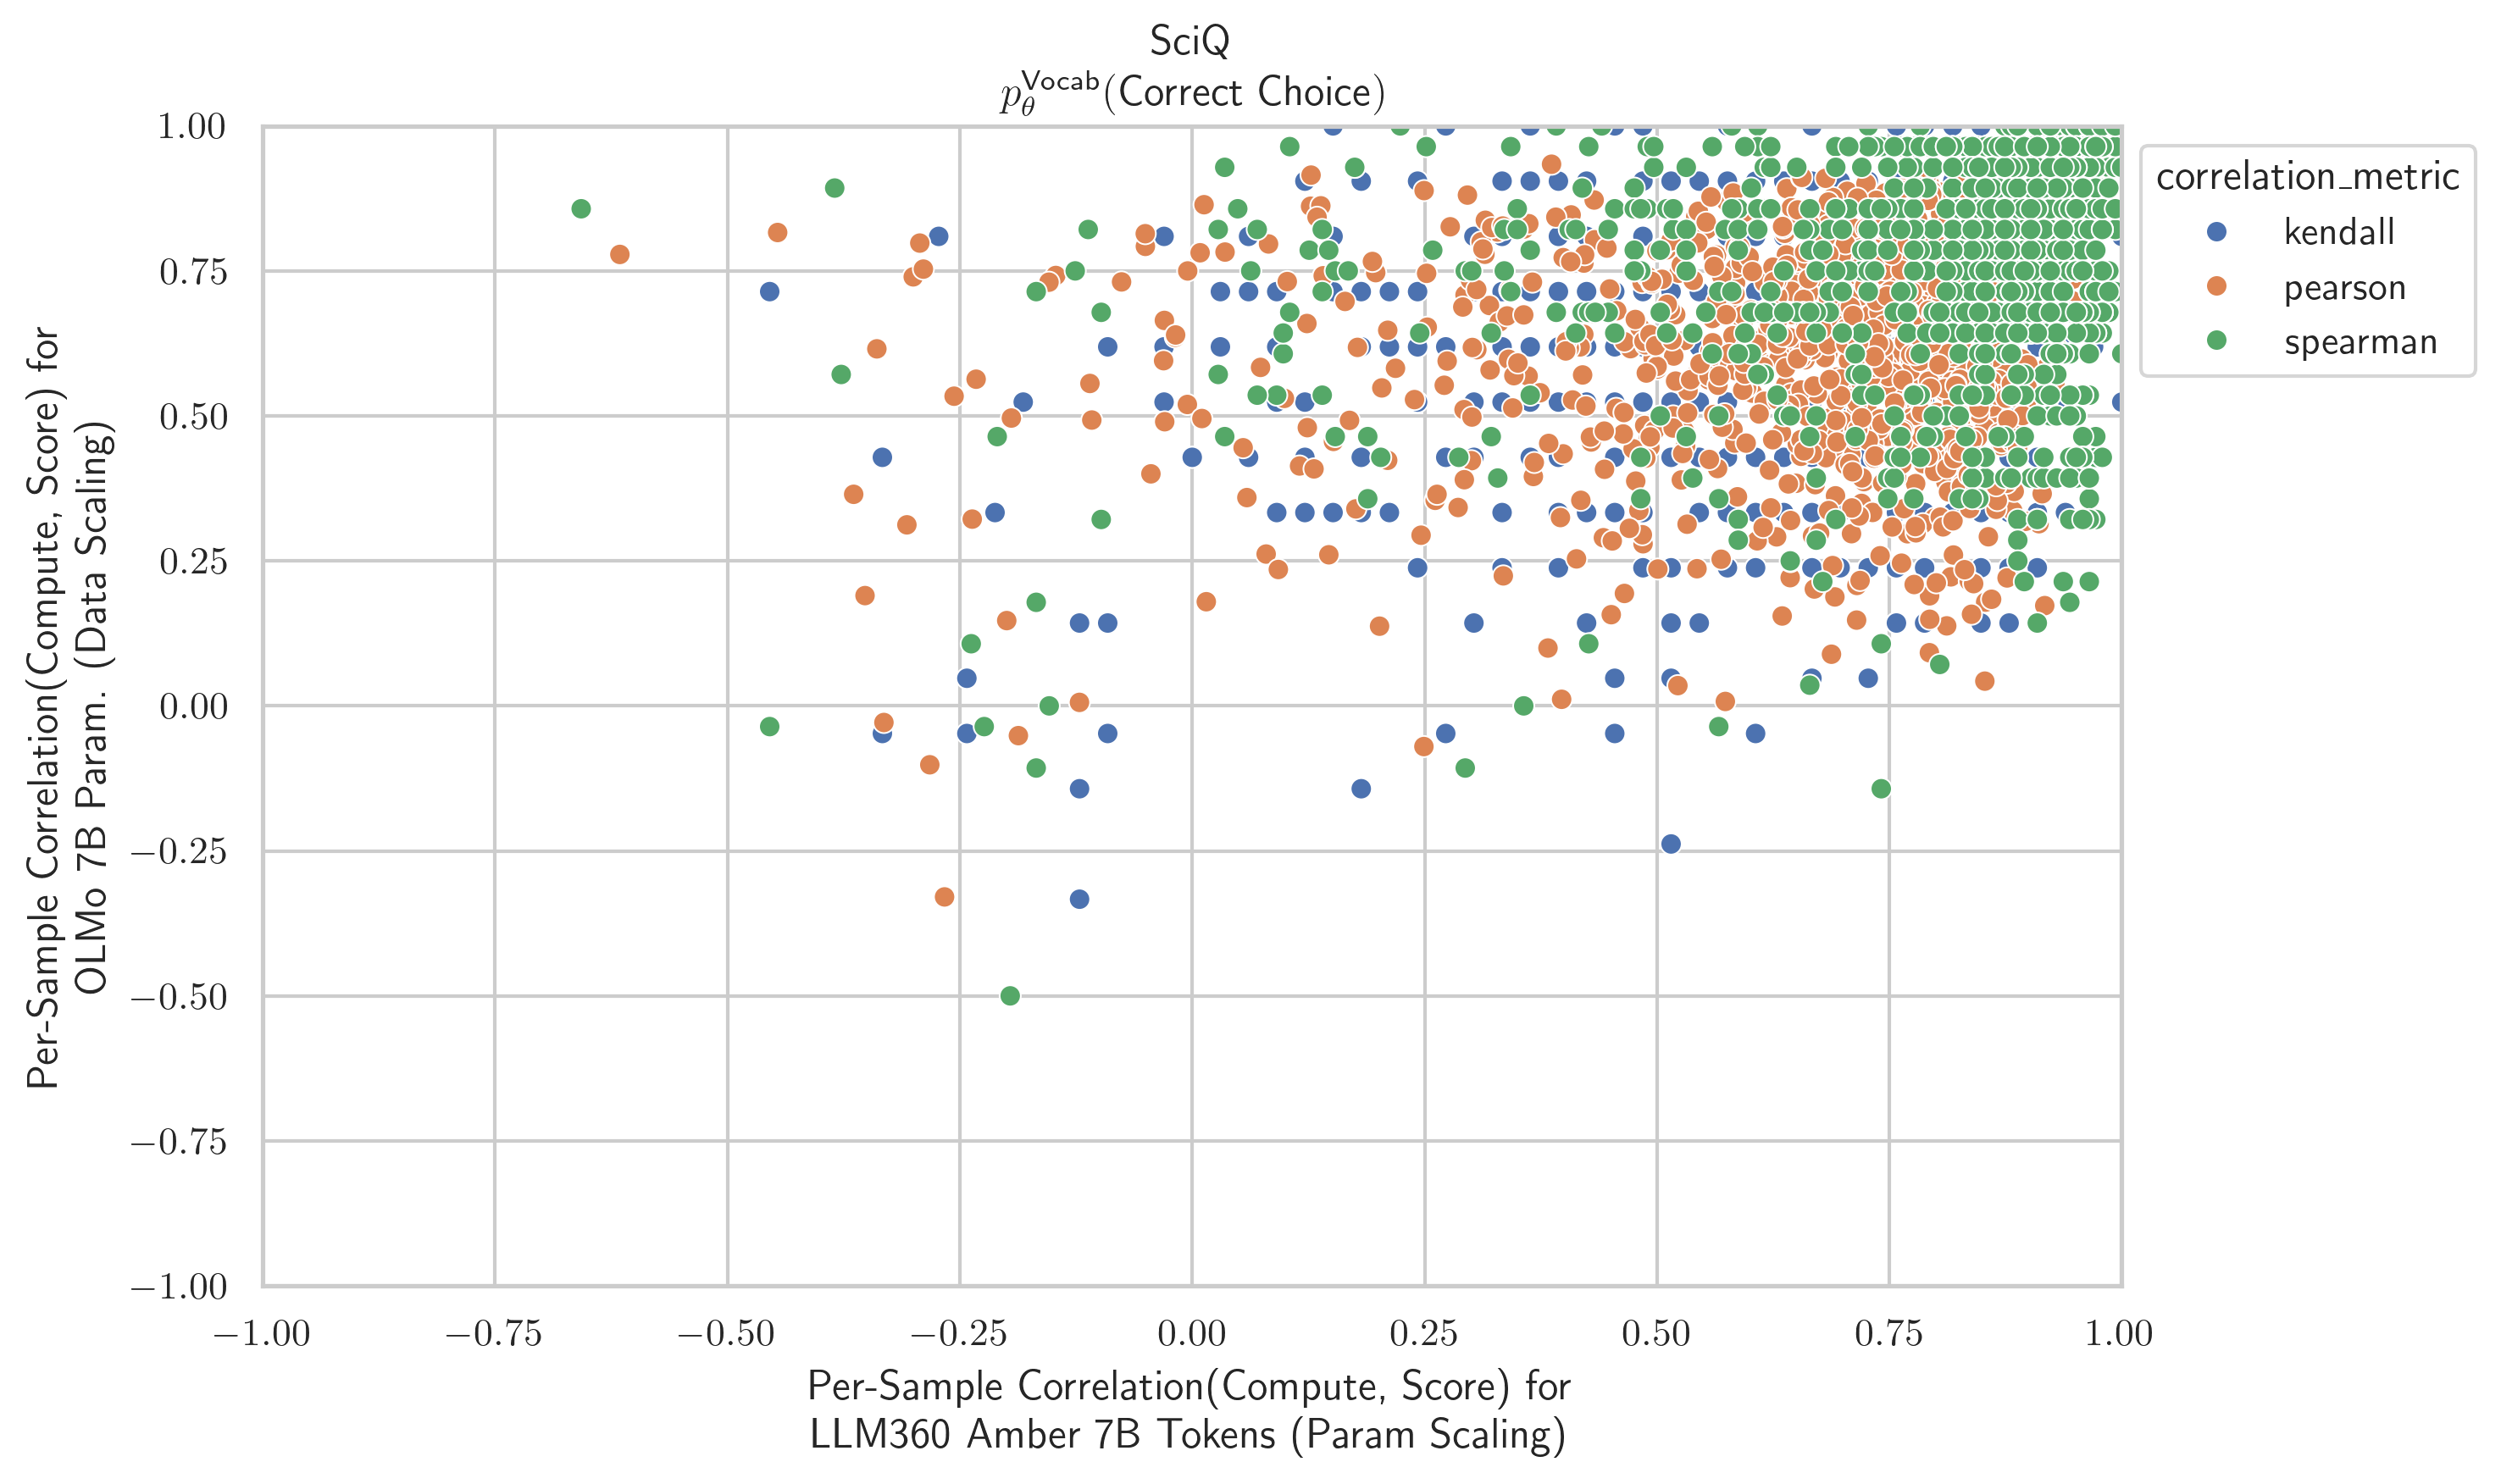 SciQ
p_θ^Vocab(Correct Choice)
Per-Sample Correlation(Compute, Score) for
OLMo 7B Param. (Data Scaling)
1.00
0.75
0.50
0.25
0.00
−0.25
−0.50
−0.75
−1.00
−1.00 −0.75 −0.50 −0.25 0.00 0.25 0.50 0.75 1.00
Per-Sample Correlation(Compute, Score) for
LLM360 Amber 7B Tokens (Param Scaling)
correlation_metric
kendall
pearson
spearman